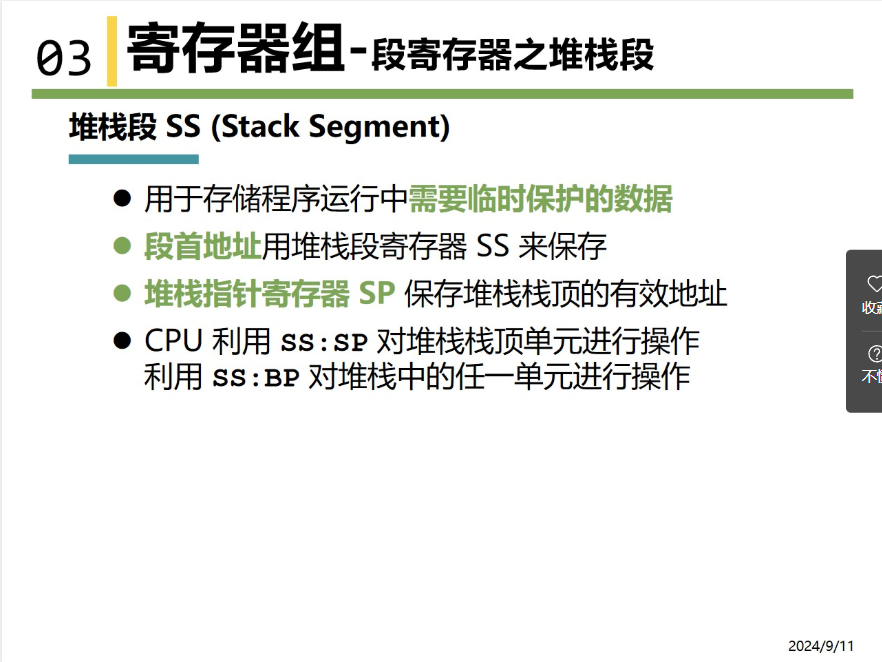 03 寄存器组-段寄存器之堆栈段
堆栈段 SS (Stack Segment)
用于存储程序运行中需要临时保护的数据
段首地址用堆栈段寄存器 SS 来保存
堆栈指针寄存器 SP 保存堆栈栈顶的有效地址
CPU 利用 SS:SP 对堆栈栈顶单元进行操作
利用 SS:BP 对堆栈中的任一单元进行操作
收藏
不懂
2024/9/11